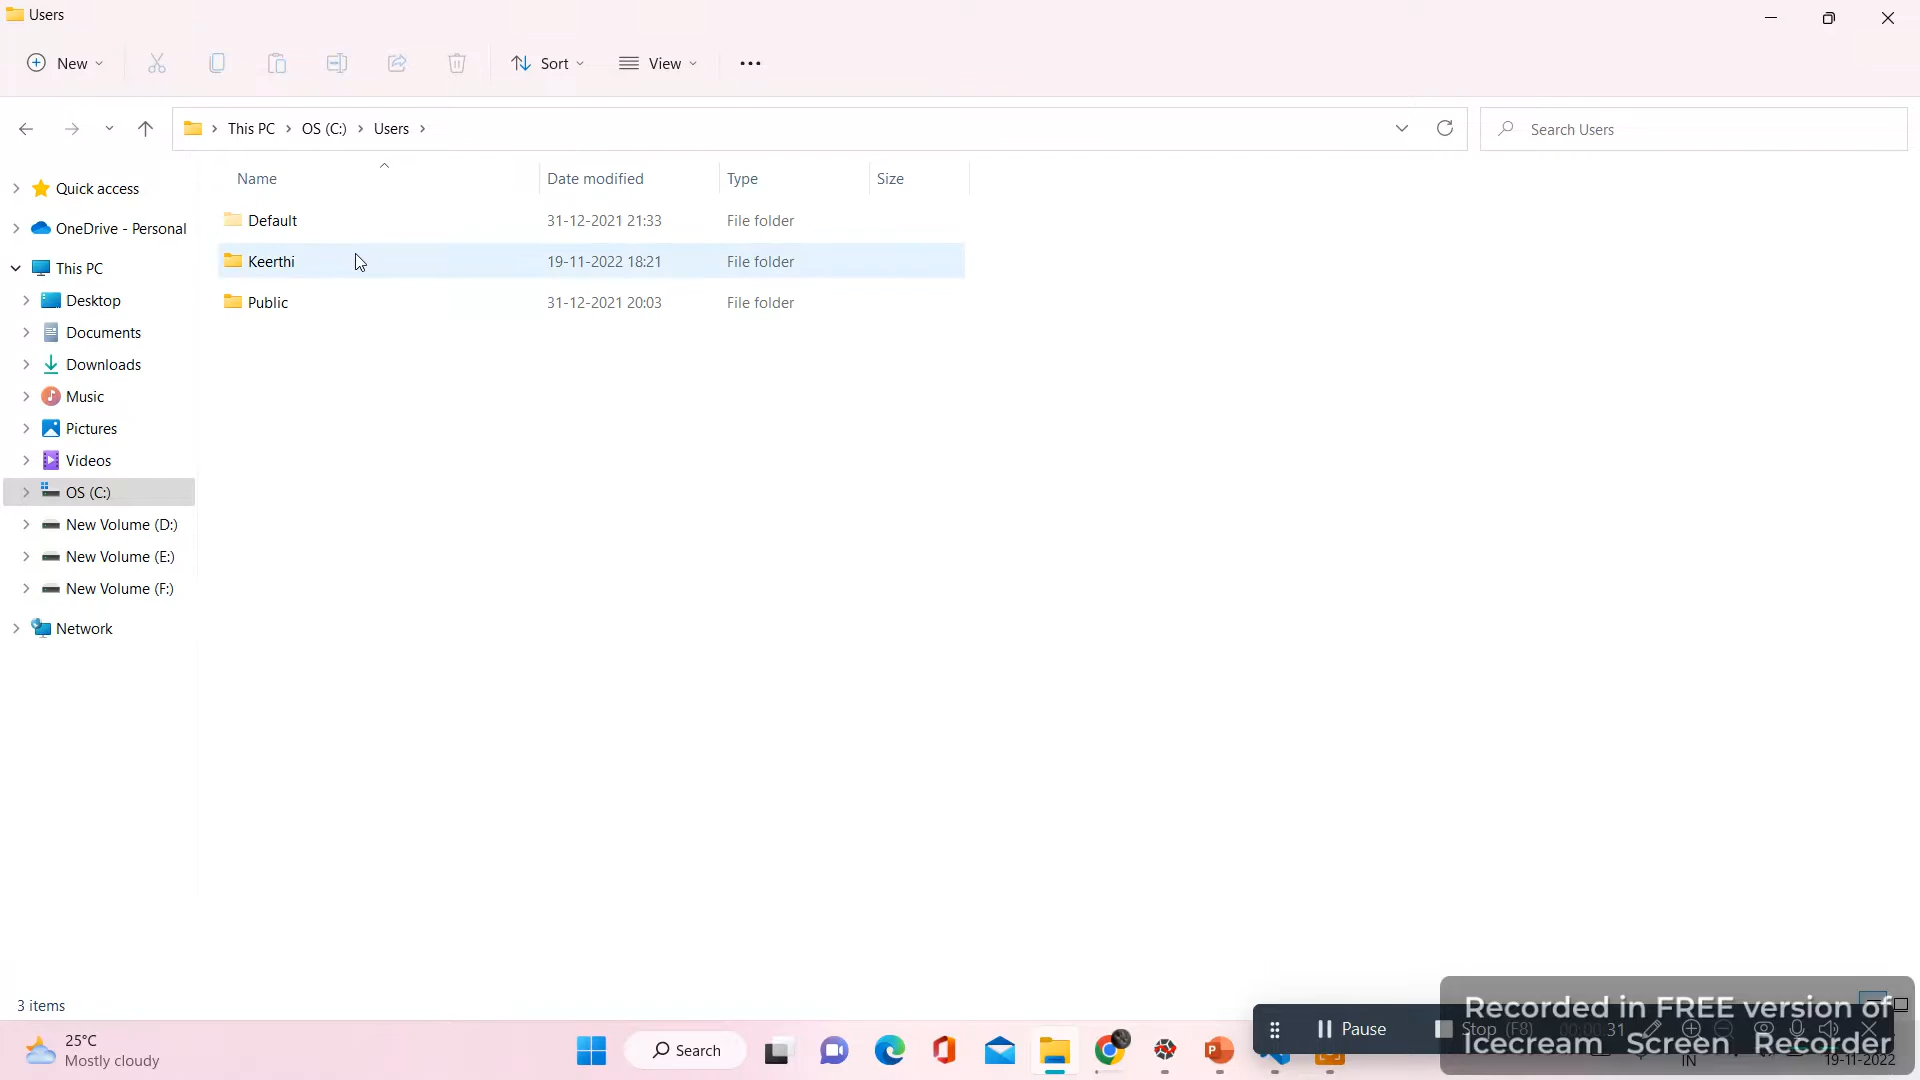 Users
New
Sort
View
This PC
OS (C:)
Users
Search Users
Name
Date modified
Type
Size
Default
31-12-2021 21:33
File folder
Keerthi
19-11-2022 18:21
File folder
Public
31-12-2021 20:03
File folder
Quick access
OneDrive - Personal
This PC
Desktop
Documents
Downloads
Music
Pictures
Videos
OS (C:)
New Volume (D:)
New Volume (E:)
New Volume (F:)
Network
3 items
25°C
Mostly cloudy
Search
Pause
Stop (F8)
31
Recorded in FREE version of
Icecream Screen Recorder
IN
19-11-2022